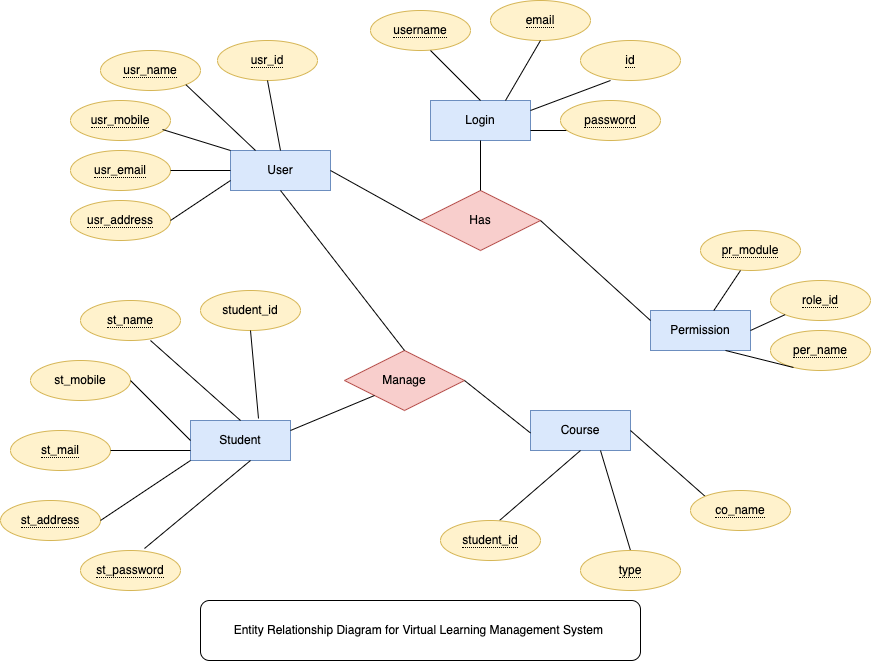 username
email
usr_name
usr_id
id
usr_mobile
Login
password
usr_email
User
usr_address
Has
pr_module
st_name
student_id
role_id
Permission
per_name
st_mobile
Manage
Student
Course
st_mail
st_address
co_name
student_id
st_password
type
Entity Relationship Diagram for Virtual Learning Management System